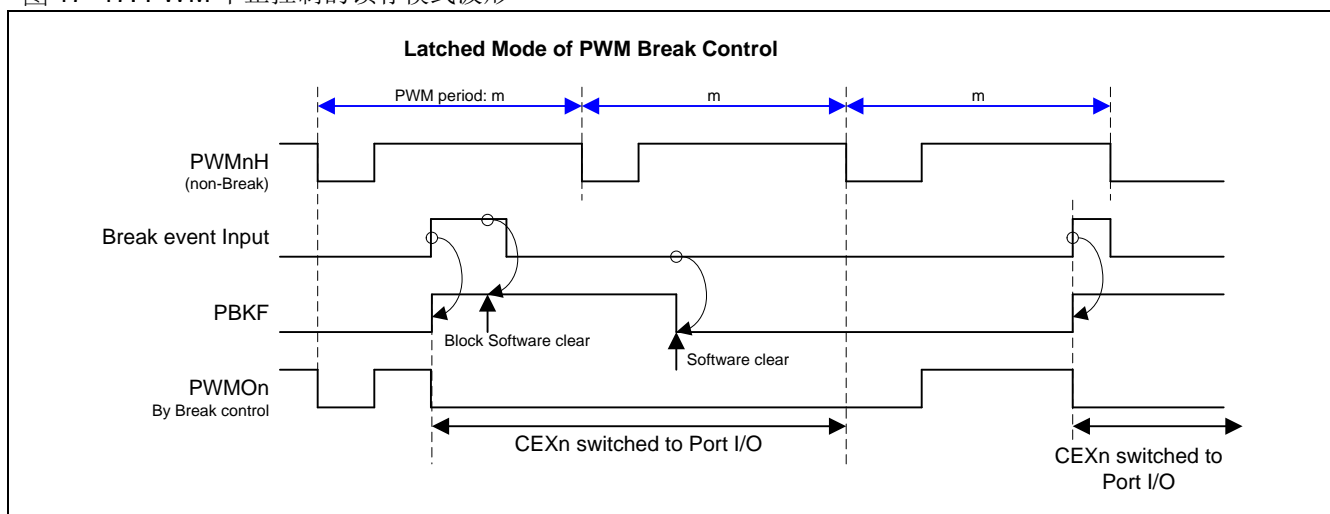 Latched Mode of PWM Break Control
PWM period: m
m
m
PWMnH
(non-Break)
Break event Input
PBKF
Block Software clear
Software clear
PWMOn
By Break control
CEXn switched to Port I/O
CEXn switched to
Port I/O